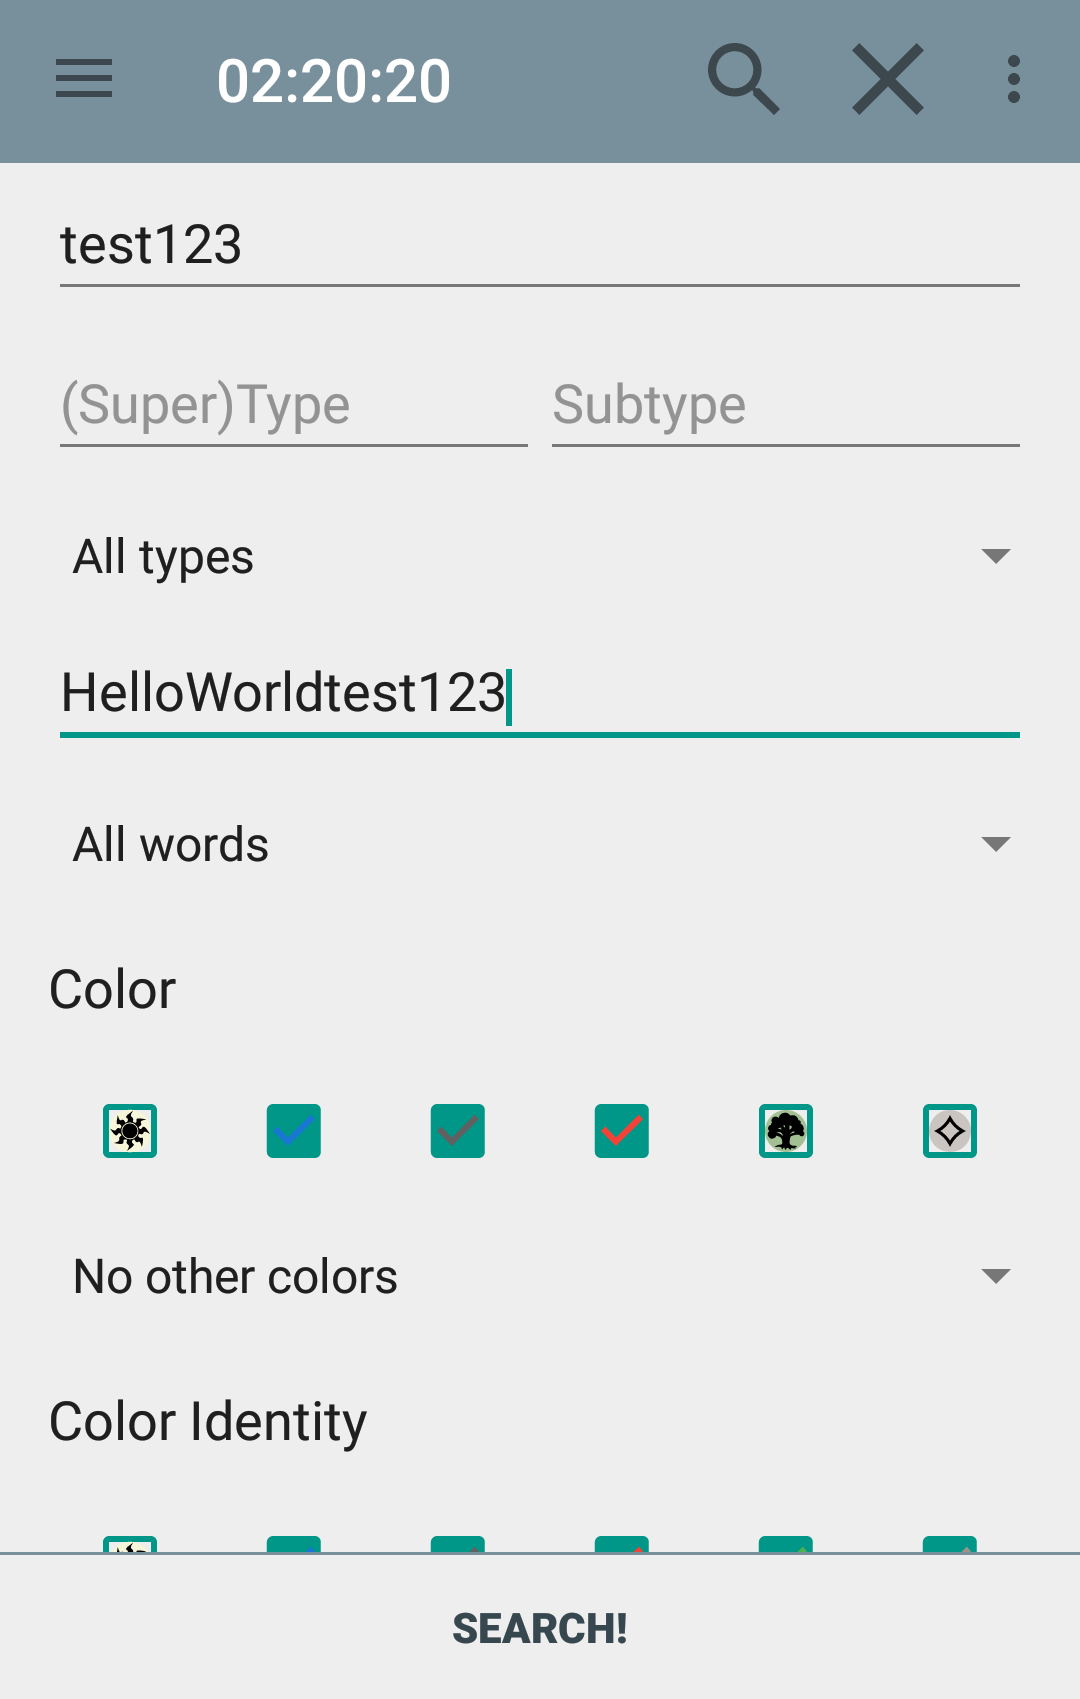 02:20:20
test123
(Super)Type Subtype
All types
HelloWorldtest123
All words
Color
No other colors
Color Identity
SEARCH!